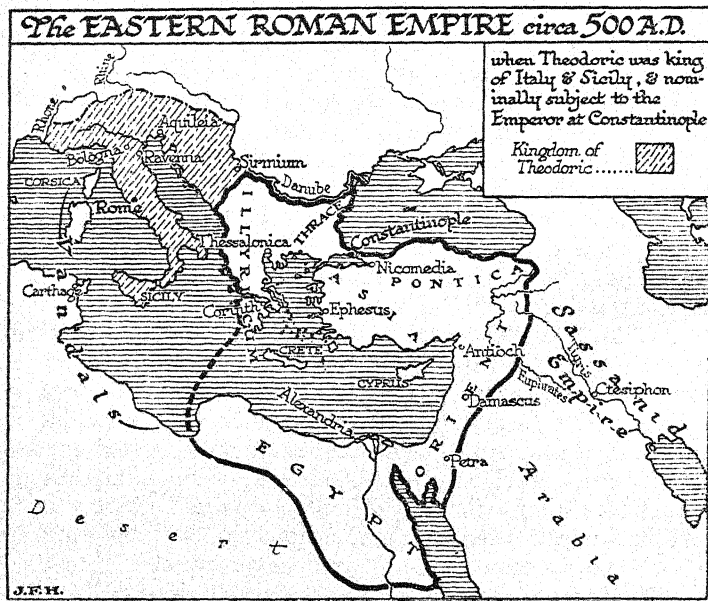 The EASTERN ROMAN EMPIRE circa 500 A.D.
when Theodoric was king
of Italy & Sicily, & nom-
inally subject to the
Emperor at Constantinople
Kingdom of
Theodoric.......
Rhine
Rhone
Aquileia
Bologna
Ravenna
Sirmium
Danube
CORSICA
Rome
ILLYRICUM
THRACE
Constantinople
Thessalonica
Nicomedia
PONTICA
ASIA
Carthage
SICILY
Corinth
Ephesus
CRETE
CYPRUS
Antioch
Vandals
Sassanid
Empire
Tigris
Euphrates
Ctesiphon
Damascus
ORIENT
Alexandria
EGYPT
Petra
Arabia
Desert
J.F.H.